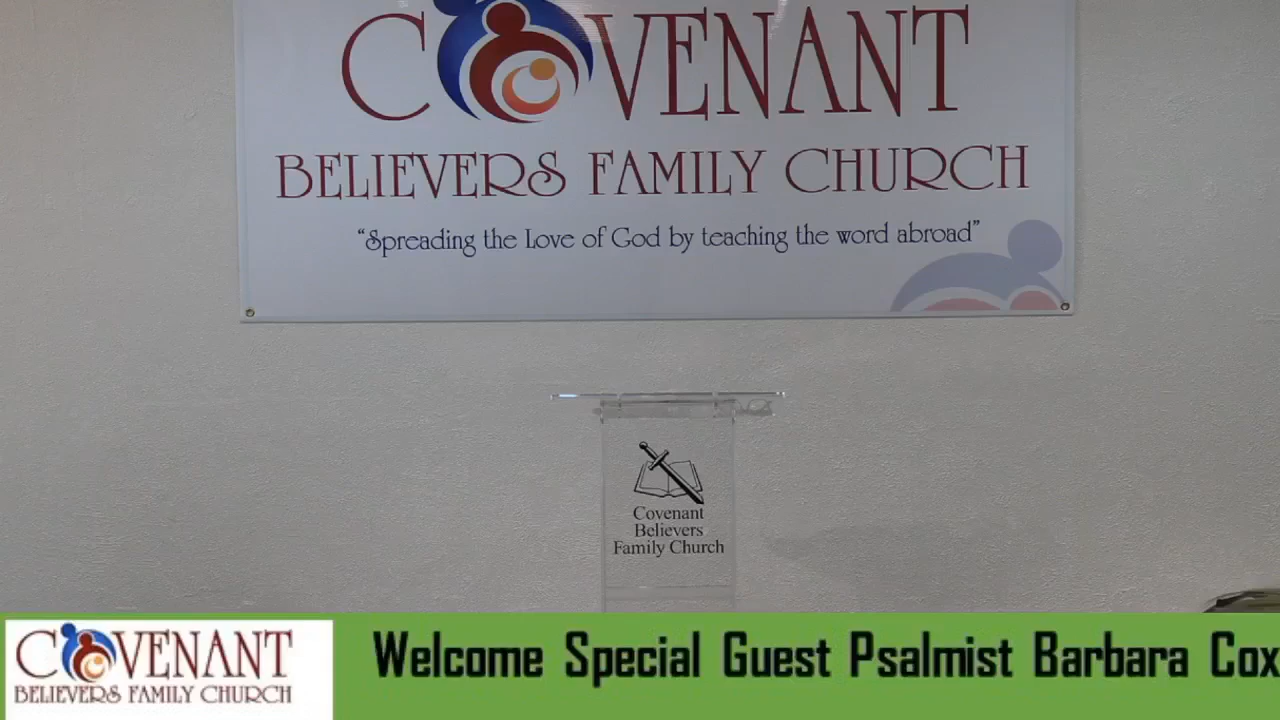 COVENANT
BELIEVERS FAMILY CHURCH
“Spreading the Love of God by teaching the word abroad”
Covenant
Believers
Family Church
COVENANT
BELIEVERS FAMILY CHURCH
Welcome Special Guest Psalmist Barbara Cox